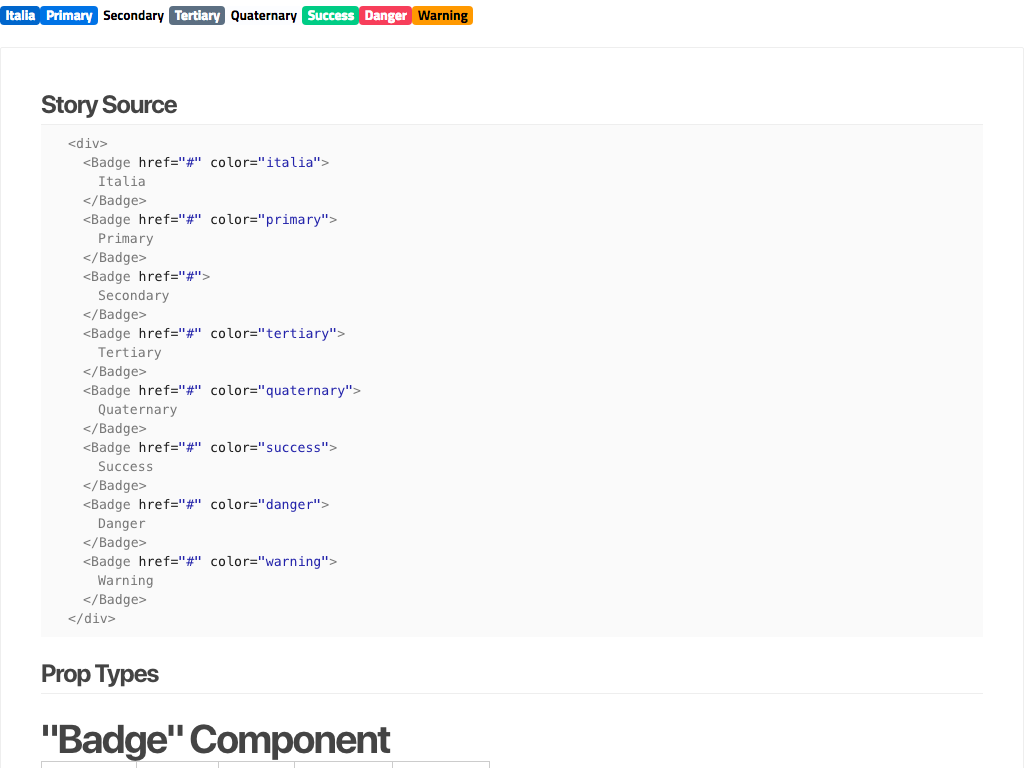 Italia Primary Secondary Tertiary Quaternary Success Danger Warning
Story Source
<div>
<Badge href="#" color="italia">
Italia
</Badge>
<Badge href="#" color="primary">
Primary
</Badge>
<Badge href="#">
Secondary
</Badge>
<Badge href="#" color="tertiary">
Tertiary
</Badge>
<Badge href="#" color="quaternary">
Quaternary
</Badge>
<Badge href="#" color="success">
Success
</Badge>
<Badge href="#" color="danger">
Danger
</Badge>
<Badge href="#" color="warning">
Warning
</Badge>
</div>
Prop Types
"Badge" Component